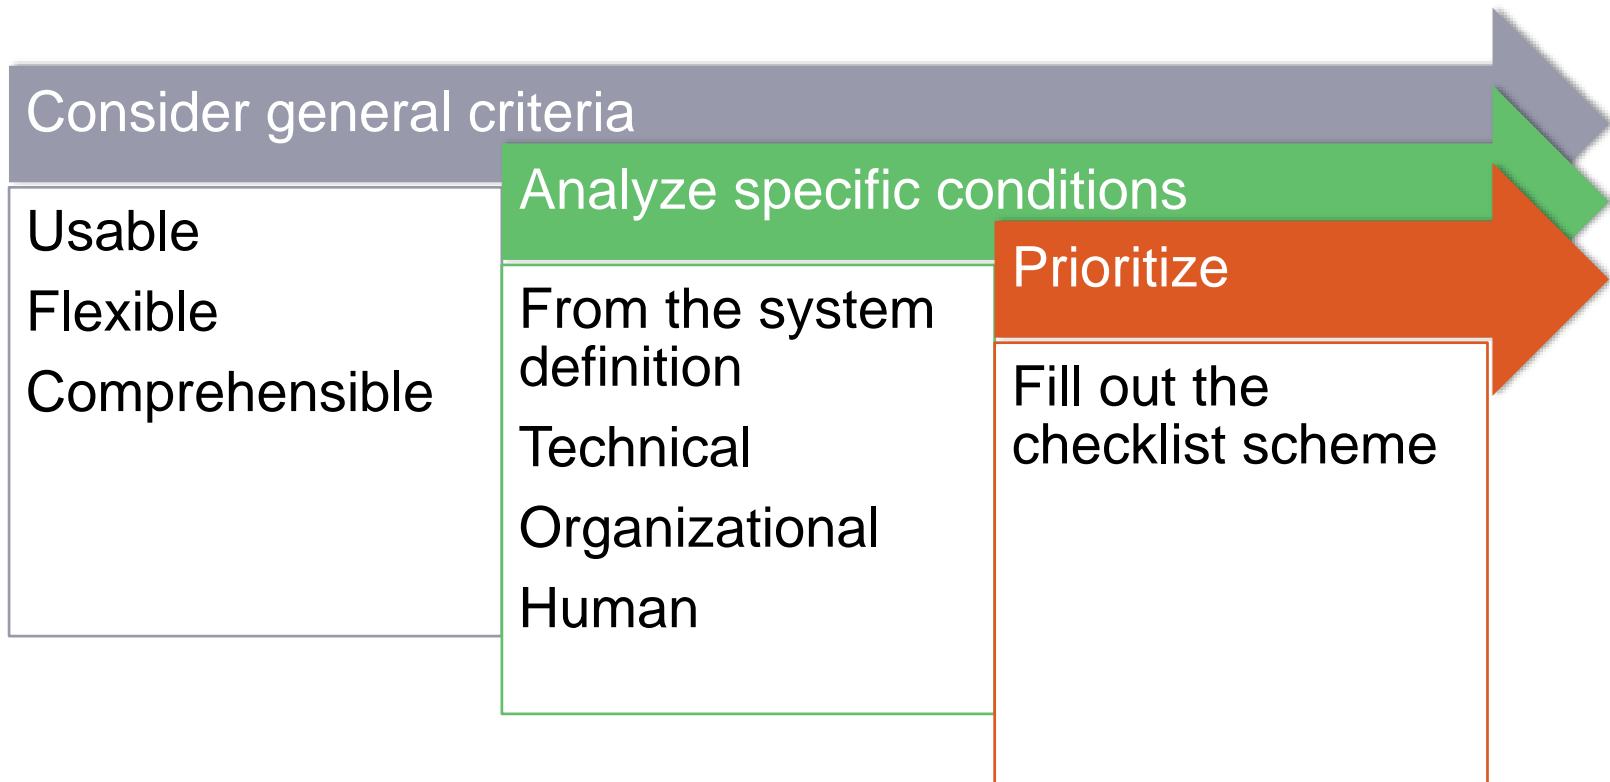 Consider general criteria
Usable
Flexible
Comprehensible
Analyze specific conditions
From the system
definition
Technical
Organizational
Human
Prioritize
Fill out the
checklist scheme